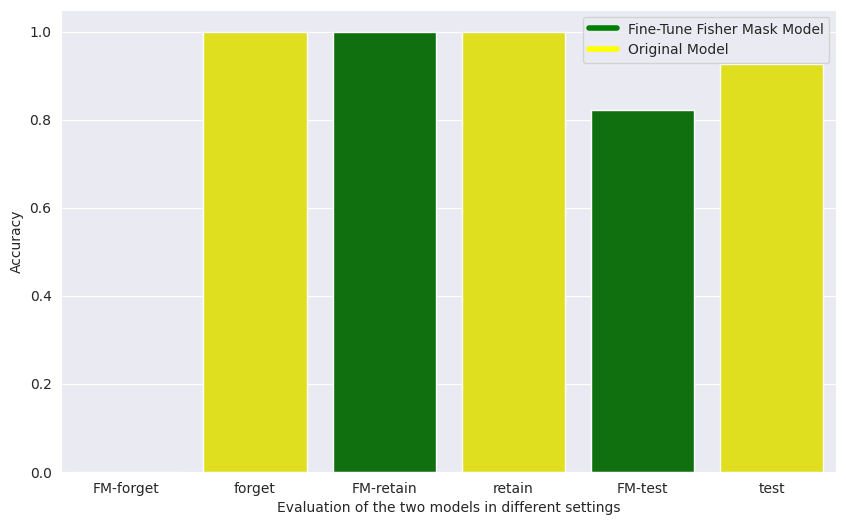 1.0
0.8
0.6
0.4
0.2
0.0
Accuracy
Fine-Tune Fisher Mask Model
Original Model
FM-forget forget FM-retain retain FM-test test
Evaluation of the two models in different settings